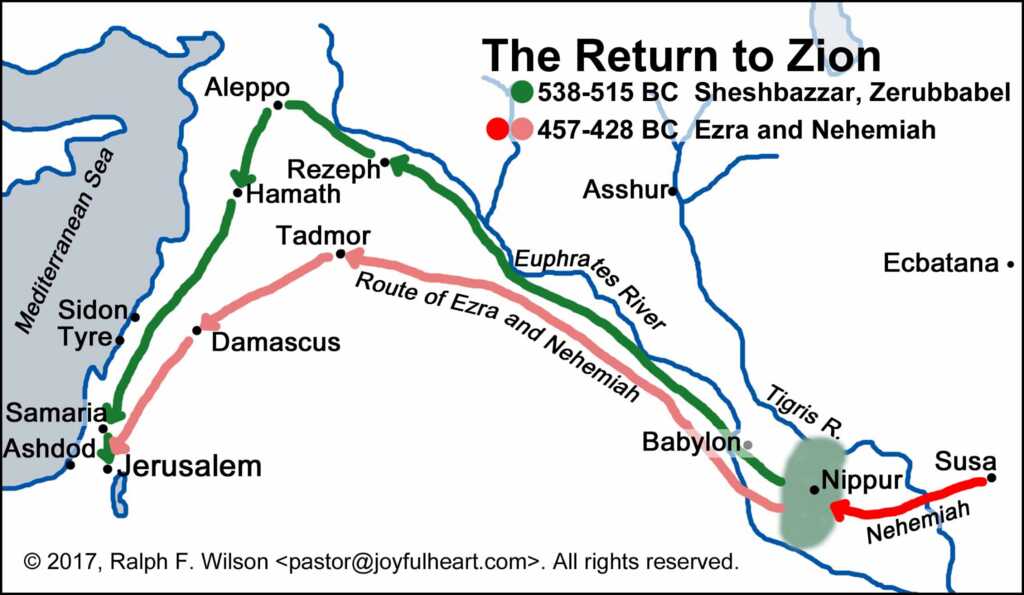 The Return to Zion
538-515 BC Sheshbazzar, Zerubbabel
457-428 BC Ezra and Nehemiah
Aleppo
Rezeph
Hamath
Asshur
Tadmor
Mediterranean Sea
Euphrates River
Ecbatana
Route of Ezra and Nehemiah
Sidon
Tyre
Damascus
Tigris R.
Samaria
Ashdod
Babylon
Jerusalem
Susa
Nippur
Nehemiah
© 2017, Ralph F. Wilson <pastor@joyfulheart.com>. All rights reserved.